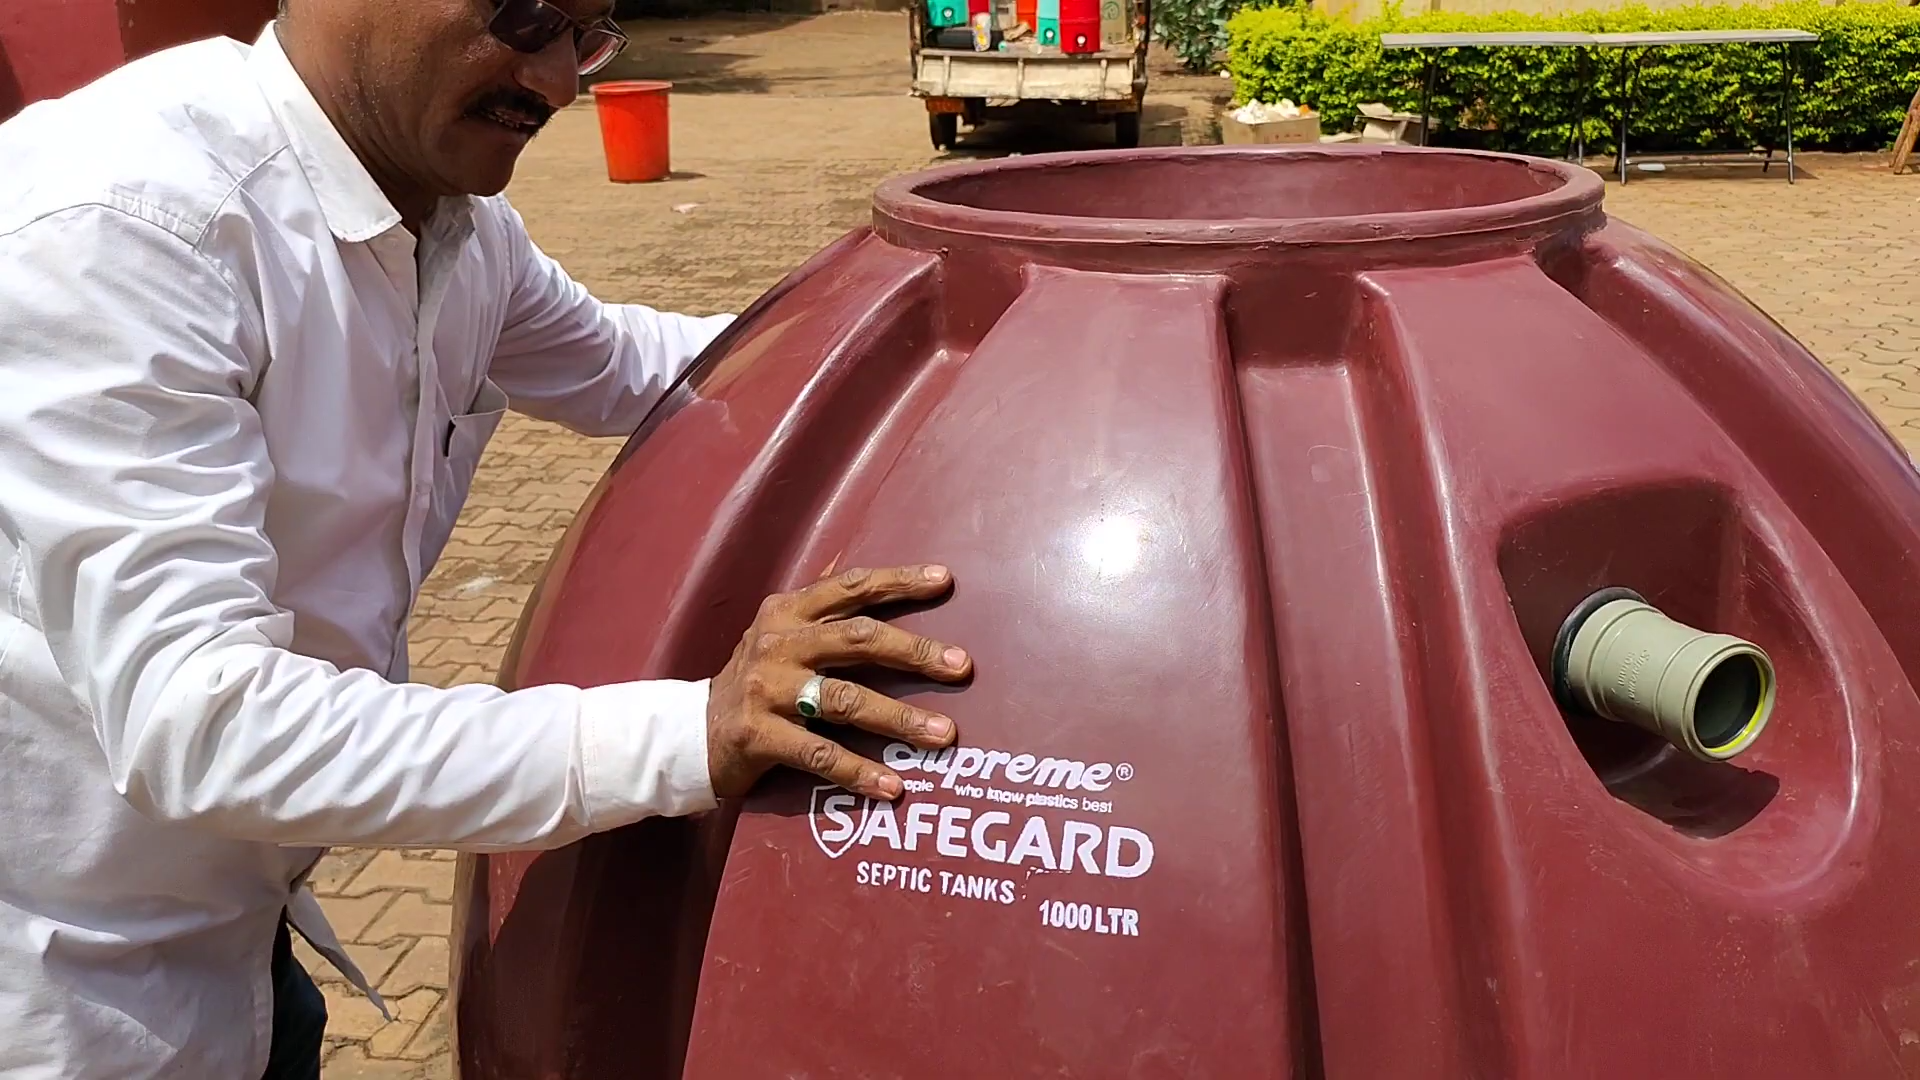 Supreme®
who know plastics best
SAFEGARD
SEPTIC TANKS
1000 LTR